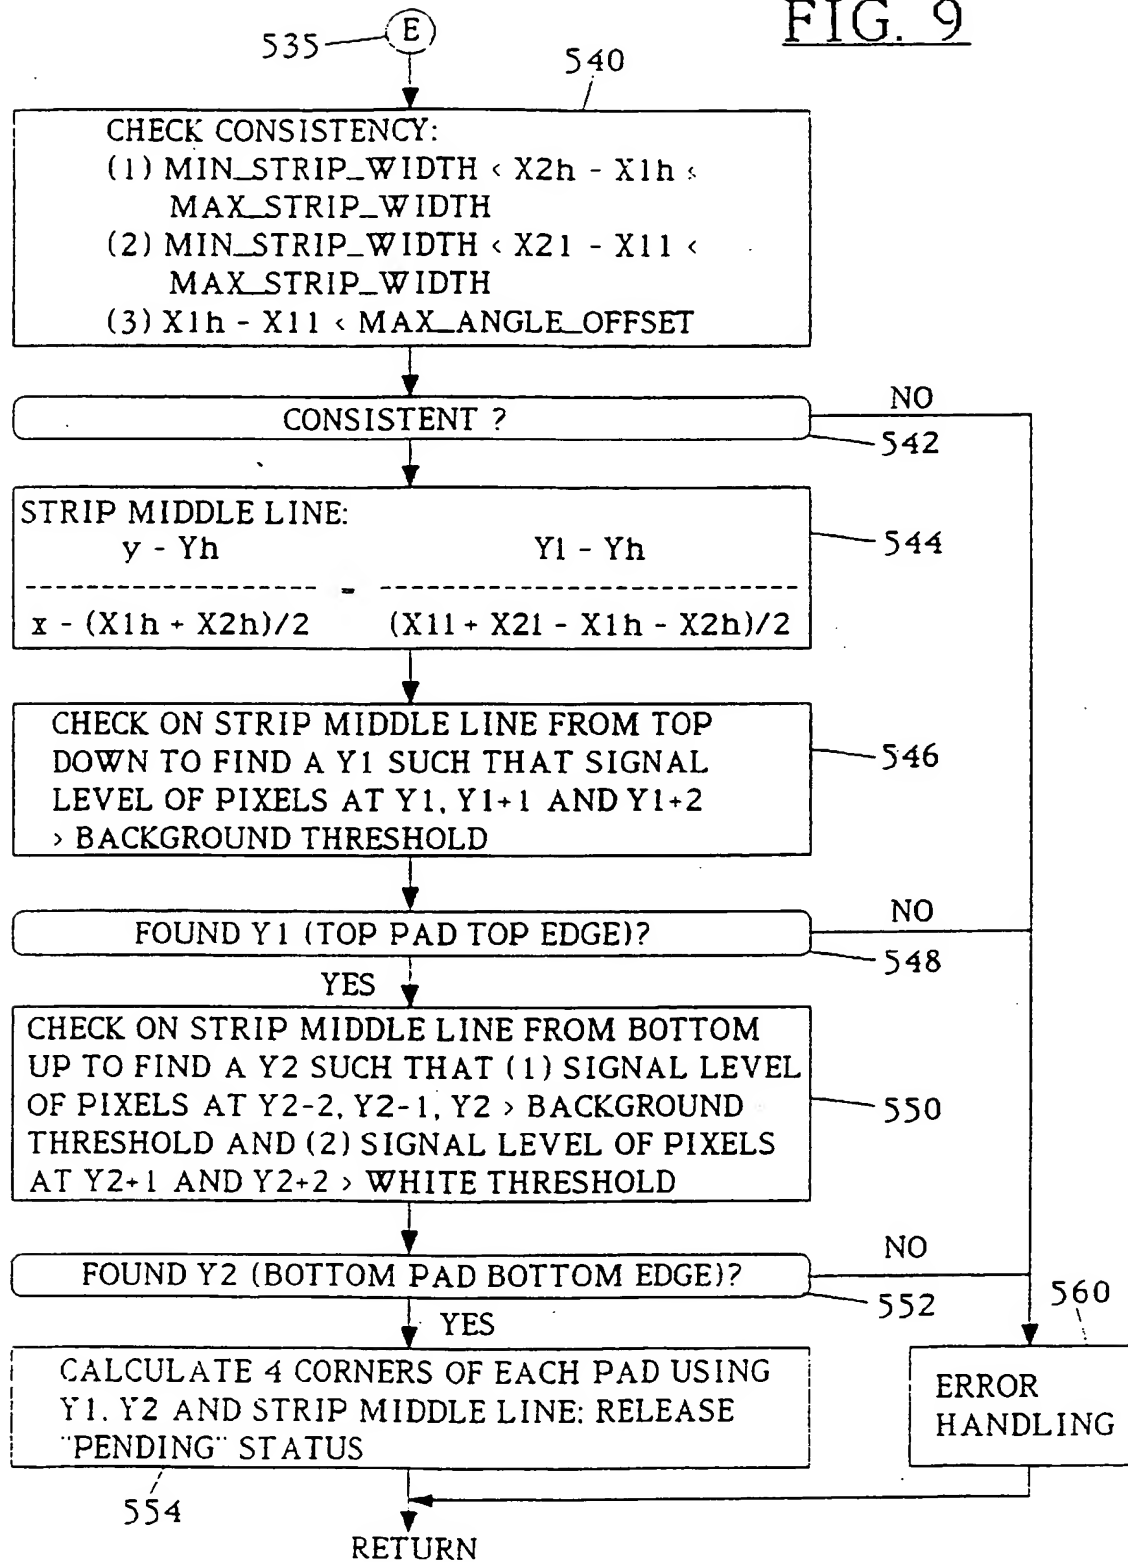 FIG. 9
E
535
540
CHECK CONSISTENCY:
(1) MIN_STRIP_WIDTH < X2h - X1h <
MAX_STRIP_WIDTH
(2) MIN_STRIP_WIDTH < X2l - X1l <
MAX_STRIP_WIDTH
(3) X1h - X1l < MAX_ANGLE_OFFSET
NO
CONSISTENT ?
542
STRIP MIDDLE LINE:
y - Yh Yl - Yh
------------------- = ---------------------------
x - (X1h + X2h)/2 (X1l + X2l - X1h - X2h)/2
544
CHECK ON STRIP MIDDLE LINE FROM TOP
DOWN TO FIND A Y1 SUCH THAT SIGNAL
LEVEL OF PIXELS AT Y1, Y1+1 AND Y1+2
> BACKGROUND THRESHOLD
546
NO
FOUND Y1 (TOP PAD TOP EDGE)?
548
YES
CHECK ON STRIP MIDDLE LINE FROM BOTTOM
UP TO FIND A Y2 SUCH THAT (1) SIGNAL LEVEL
OF PIXELS AT Y2-2, Y2-1, Y2 > BACKGROUND
THRESHOLD AND (2) SIGNAL LEVEL OF PIXELS
AT Y2+1 AND Y2+2 > WHITE THRESHOLD
550
NO
FOUND Y2 (BOTTOM PAD BOTTOM EDGE)?
552
YES
560
CALCULATE 4 CORNERS OF EACH PAD USING
Y1, Y2 AND STRIP MIDDLE LINE; RELEASE
"PENDING" STATUS
ERROR
HANDLING
554
RETURN